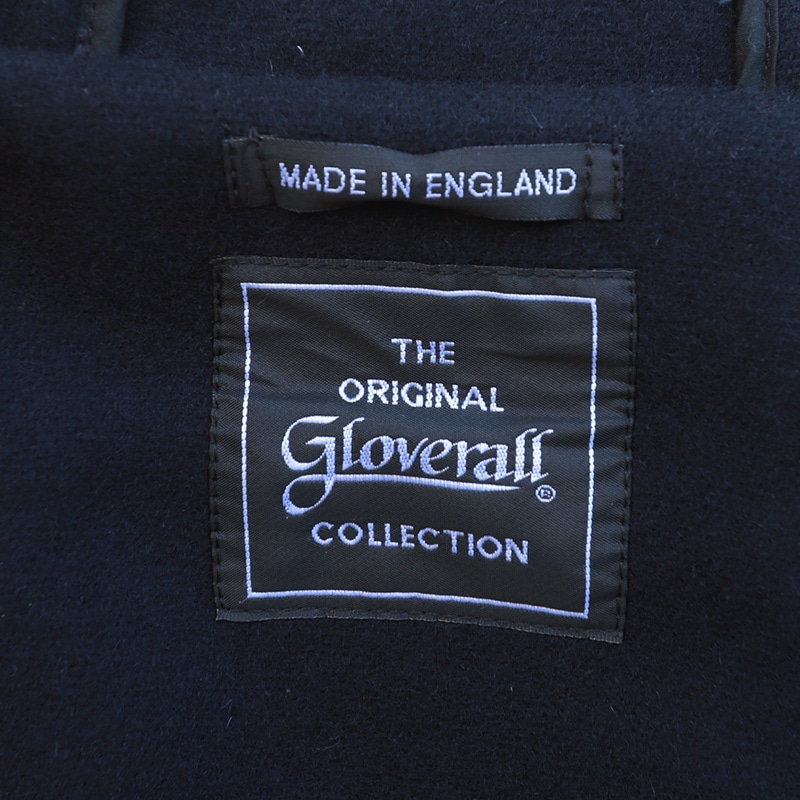 MADE IN ENGLAND
THE
ORIGINAL
Gloverall®
COLLECTION